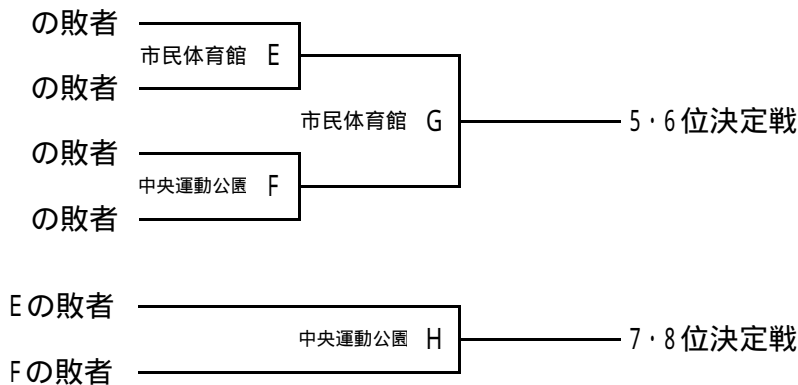 の敗者
市民体育館 E
の敗者
市民体育館 G
5・6位決定戦
の敗者
中央運動公園 F
の敗者
Eの敗者
中央運動公園 H
7・8位決定戦
Fの敗者